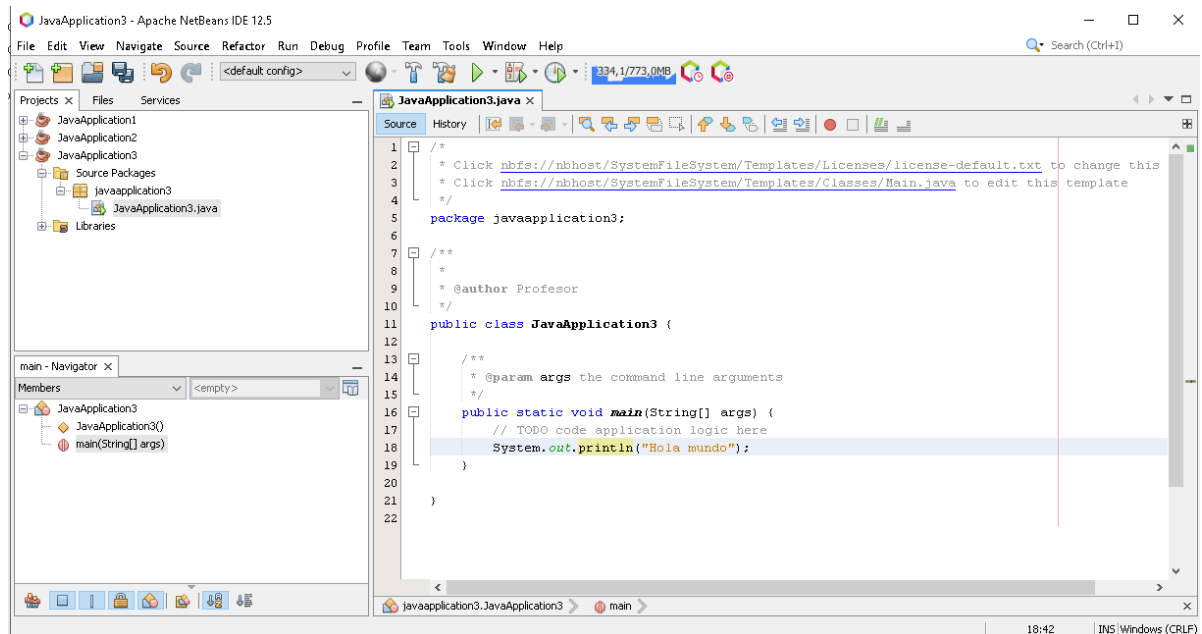 JavaApplication3 - Apache NetBeans IDE 12.5
File Edit View Navigate Source Refactor Run Debug Profile Team Tools Window Help
Search (Ctrl+I)
<default config>
334,1/773,0MB
Projects
Files
Services
JavaApplication1
JavaApplication2
JavaApplication3
Source Packages
javaapplication3
JavaApplication3.java
Libraries
main - Navigator
Members
<empty>
JavaApplication3
JavaApplication3()
main(String[] args)
JavaApplication3.java
Source
History
1 /*
2 * Click nbfs://nbhost/SystemFileSystem/Templates/Licenses/license-default.txt to change this
3 * Click nbfs://nbhost/SystemFileSystem/Templates/Classes/Main.java to edit this template
4 */
5 package javaapplication3;
6
7 /**
8 *
9 * @author Profesor
10 */
11 public class JavaApplication3 {
12
13 /**
14 * @param args the command line arguments
15 */
16 public static void main(String[] args) {
17 // TODO code application logic here
18 System.out.println("Hola mundo");
19 }
20
21 }
22
javaapplication3.JavaApplication3
main
18:42
INS
Windows (CRLF)